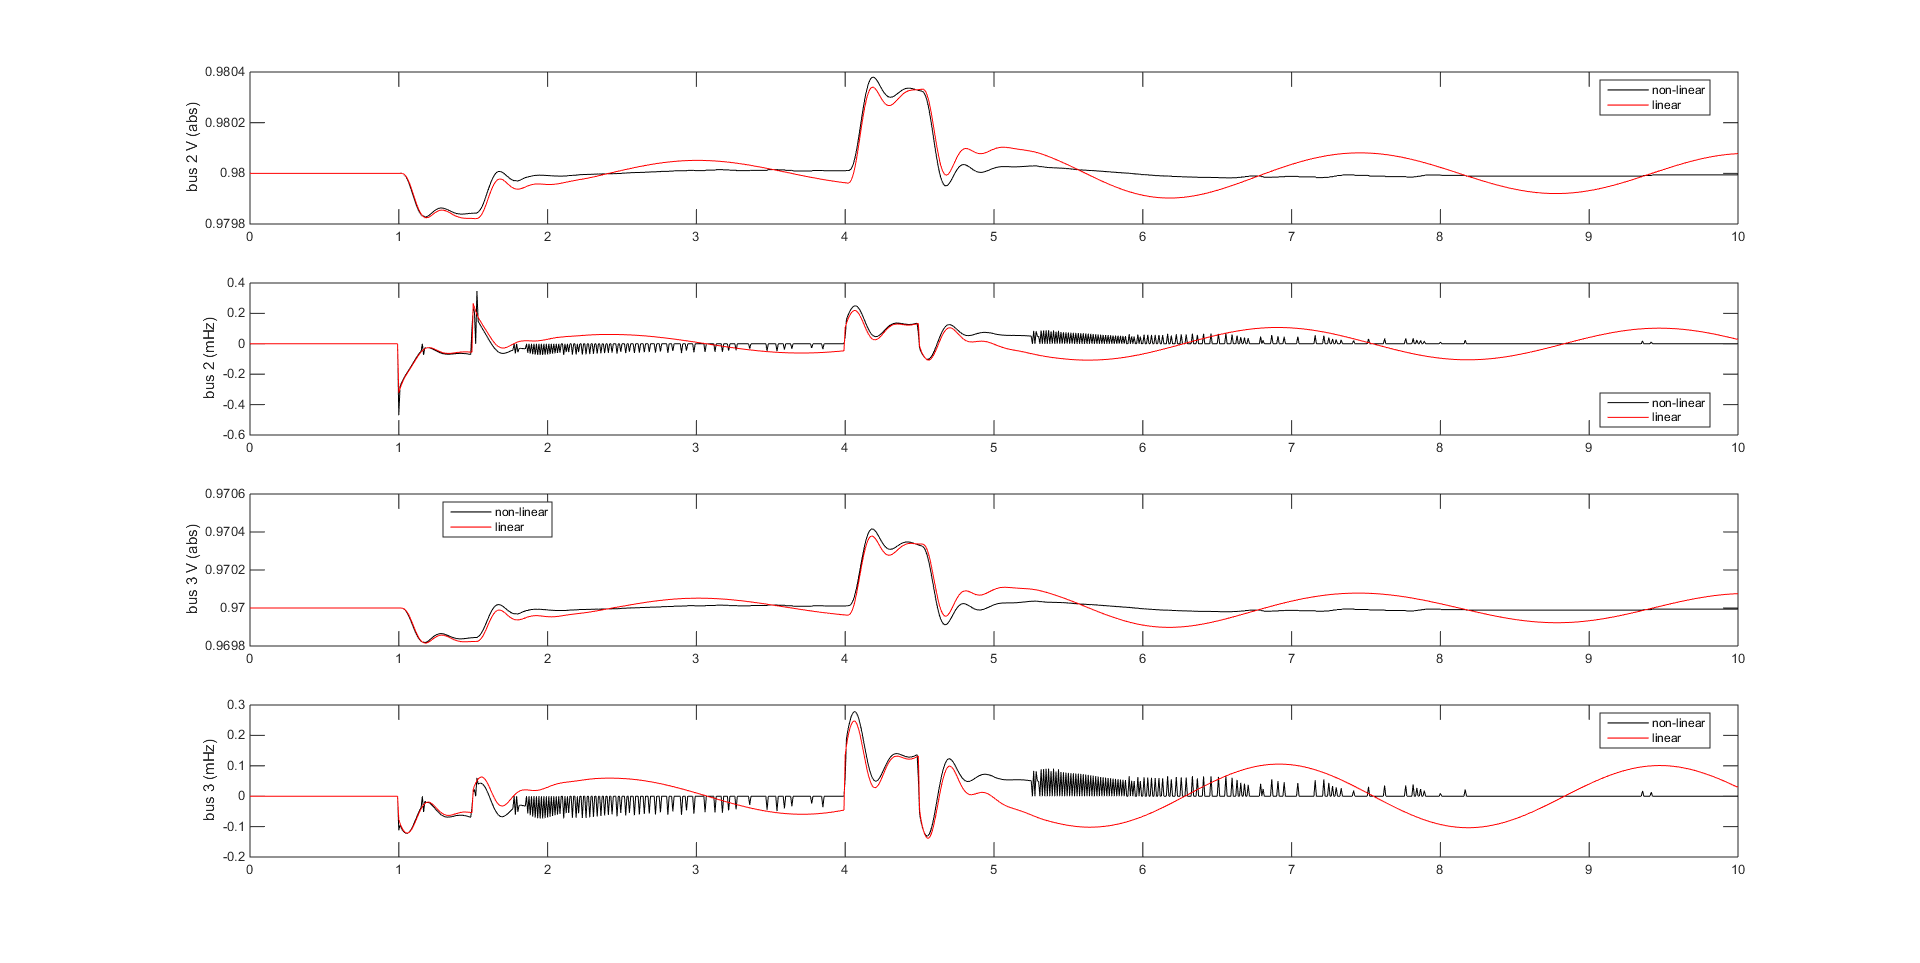 0.9804
0.9802
0.98
0.9798
bus 2 V (abs)
non-linear
linear
0 1 2 3 4 5 6 7 8 9 10
0.4
0.2
0
-0.2
-0.4
-0.6
bus 2 (mHz)
non-linear
linear
0 1 2 3 4 5 6 7 8 9 10
0.9706
0.9704
0.9702
0.97
0.9698
bus 3 V (abs)
non-linear
linear
0 1 2 3 4 5 6 7 8 9 10
0.3
0.2
0.1
0
-0.1
-0.2
bus 3 (mHz)
non-linear
linear
0 1 2 3 4 5 6 7 8 9 10